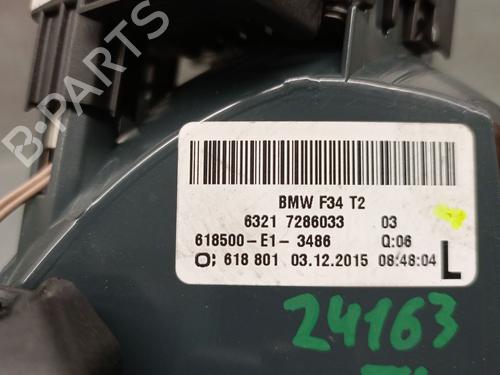 B-PARTS
BMW F34 T2
6321 7286033 03
618500-E1-3486 Q:06
618 801 03.12.2015 08:48:04 L
24163